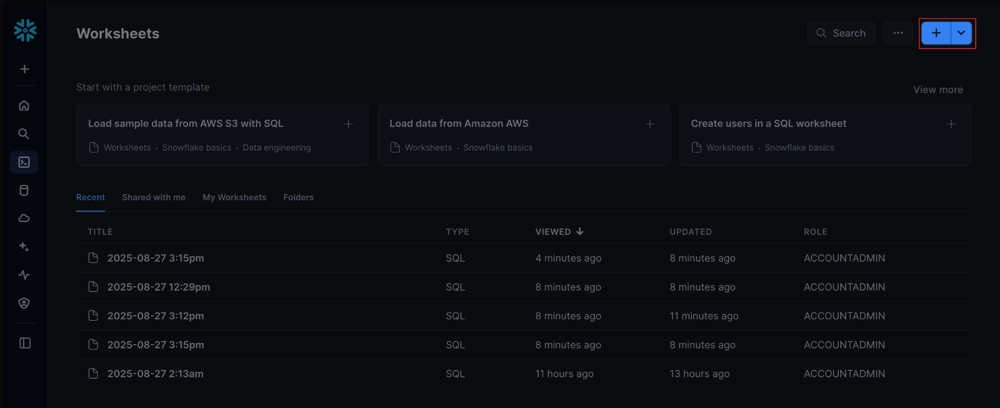 Worksheets
Search
Start with a project template
View more
Load sample data from AWS S3 with SQL
Worksheets · Snowflake basics · Data engineering
Load data from Amazon AWS
Worksheets · Snowflake basics
Create users in a SQL worksheet
Worksheets · Snowflake basics
Recent Shared with me My Worksheets Folders
TITLE TYPE VIEWED UPDATED ROLE
2025-08-27 3:15pm SQL 4 minutes ago 8 minutes ago ACCOUNTADMIN
2025-08-27 12:29pm SQL 8 minutes ago 8 minutes ago ACCOUNTADMIN
2025-08-27 3:12pm SQL 8 minutes ago 11 minutes ago ACCOUNTADMIN
2025-08-27 3:15pm SQL 8 minutes ago 8 minutes ago ACCOUNTADMIN
2025-08-27 2:13am SQL 11 hours ago 13 hours ago ACCOUNTADMIN